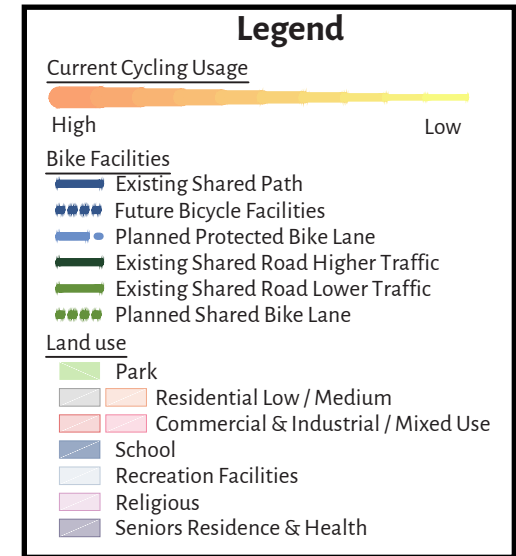 Legend
Current Cycling Usage
High
Low
Bike Facilities
Existing Shared Path
Future Bicycle Facilities
Planned Protected Bike Lane
Existing Shared Road Higher Traffic
Existing Shared Road Lower Traffic
Planned Shared Bike Lane
Land use
Park
Residential Low / Medium
Commercial & Industrial / Mixed Use
School
Recreation Facilities
Religious
Seniors Residence & Health